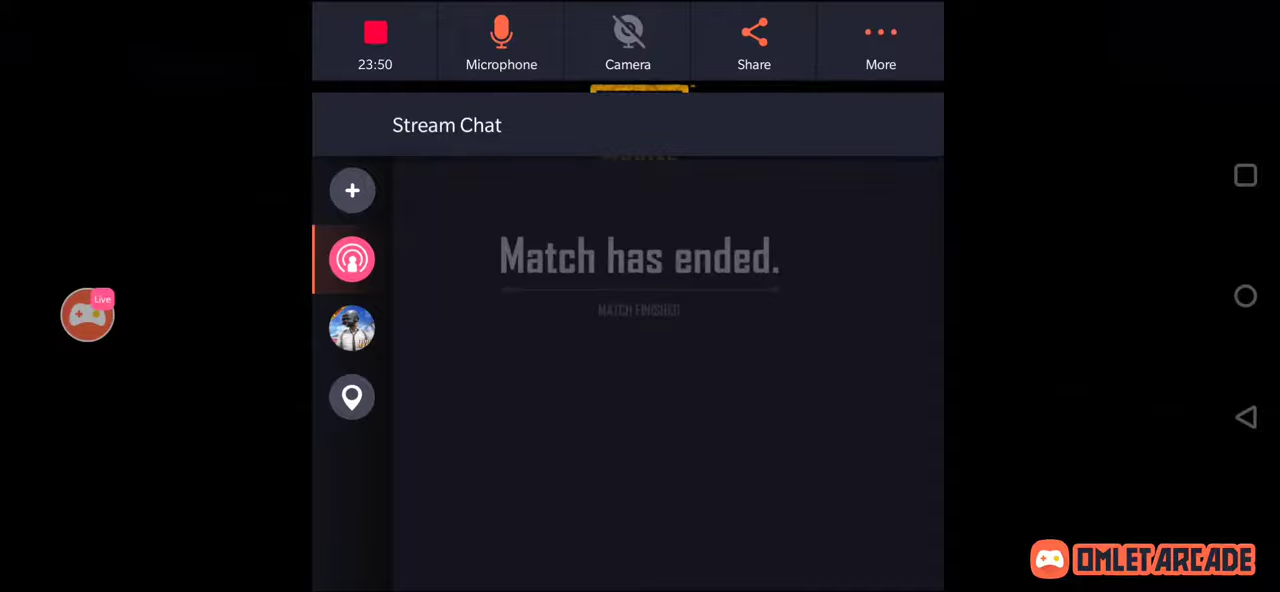 23:50
Microphone
Camera
Share
More
Stream Chat
Match has ended.
MATCH FINISHED
Live
OMLET ARCADE